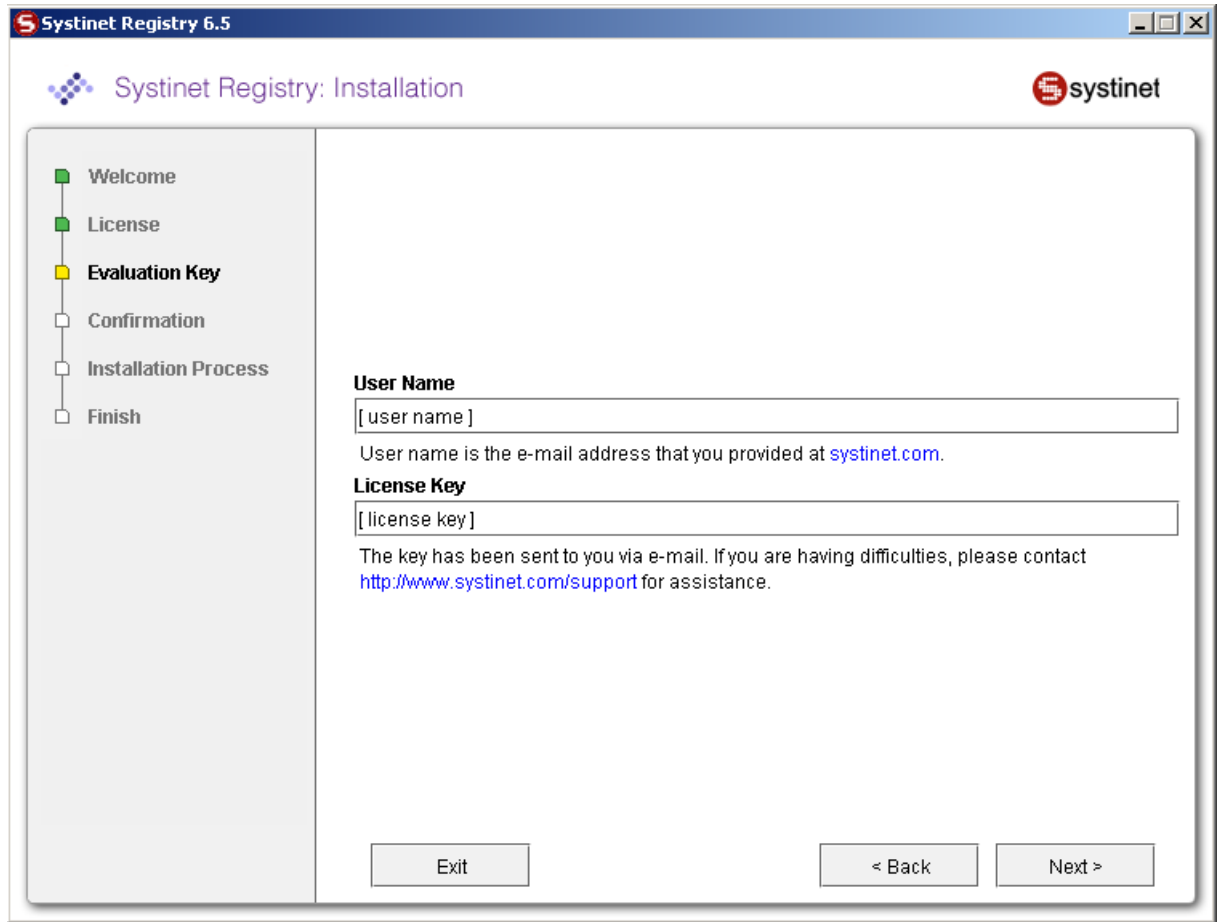 Systinet Registry 6.5
Systinet Registry: Installation
systinet
Welcome
License
Evaluation Key
Confirmation
Installation Process
Finish
User Name
[ user name ]
User name is the e-mail address that you provided at systinet.com.
License Key
[ license key ]
The key has been sent to you via e-mail. If you are having difficulties, please contact
http://www.systinet.com/support for assistance.
Exit
< Back
Next >